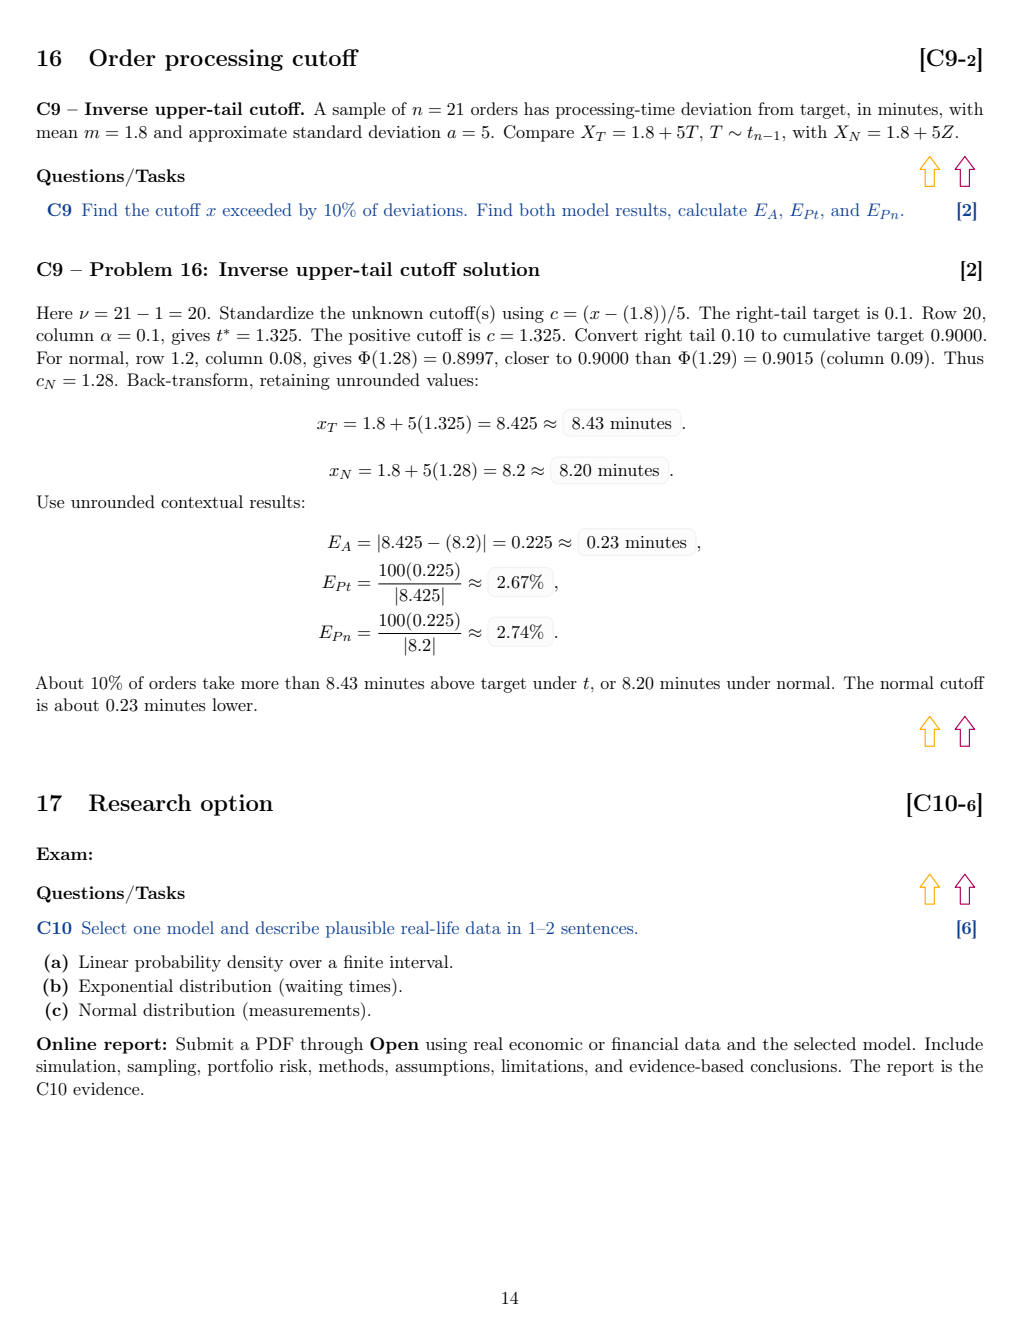 16 Order processing cutoff [C9-2]
C9 – Inverse upper-tail cutoff. A sample of n = 21 orders has processing-time deviation from target, in minutes, with
mean m = 1.8 and approximate standard deviation a = 5. Compare X_T = 1.8 + 5T, T ∼ t_{n−1}, with X_N = 1.8 + 5Z.
Questions/Tasks
C9 Find the cutoff x exceeded by 10% of deviations. Find both model results, calculate E_A, E_{Pt}, and E_{Pn}. [2]
C9 – Problem 16: Inverse upper-tail cutoff solution [2]
Here ν = 21 − 1 = 20. Standardize the unknown cutoff(s) using c = (x − (1.8))/5. The right-tail target is 0.1. Row 20,
column α = 0.1, gives t* = 1.325. The positive cutoff is c = 1.325. Convert right tail 0.10 to cumulative target 0.9000.
For normal, row 1.2, column 0.08, gives Φ(1.28) = 0.8997, closer to 0.9000 than Φ(1.29) = 0.9015 (column 0.09). Thus
c_N = 1.28. Back-transform, retaining unrounded values:
x_T = 1.8 + 5(1.325) = 8.425 ≈ 8.43 minutes .
x_N = 1.8 + 5(1.28) = 8.2 ≈ 8.20 minutes .
Use unrounded contextual results:
E_A = |8.425 − (8.2)| = 0.225 ≈ 0.23 minutes ,
E_{Pt} = 100(0.225) / |8.425| ≈ 2.67% ,
E_{Pn} = 100(0.225) / |8.2| ≈ 2.74% .
About 10% of orders take more than 8.43 minutes above target under t, or 8.20 minutes under normal. The normal cutoff
is about 0.23 minutes lower.
17 Research option [C10-6]
Exam:
Questions/Tasks
C10 Select one model and describe plausible real-life data in 1–2 sentences. [6]
(a) Linear probability density over a finite interval.
(b) Exponential distribution (waiting times).
(c) Normal distribution (measurements).
Online report: Submit a PDF through Open using real economic or financial data and the selected model. Include
simulation, sampling, portfolio risk, methods, assumptions, limitations, and evidence-based conclusions. The report is the
C10 evidence.
14